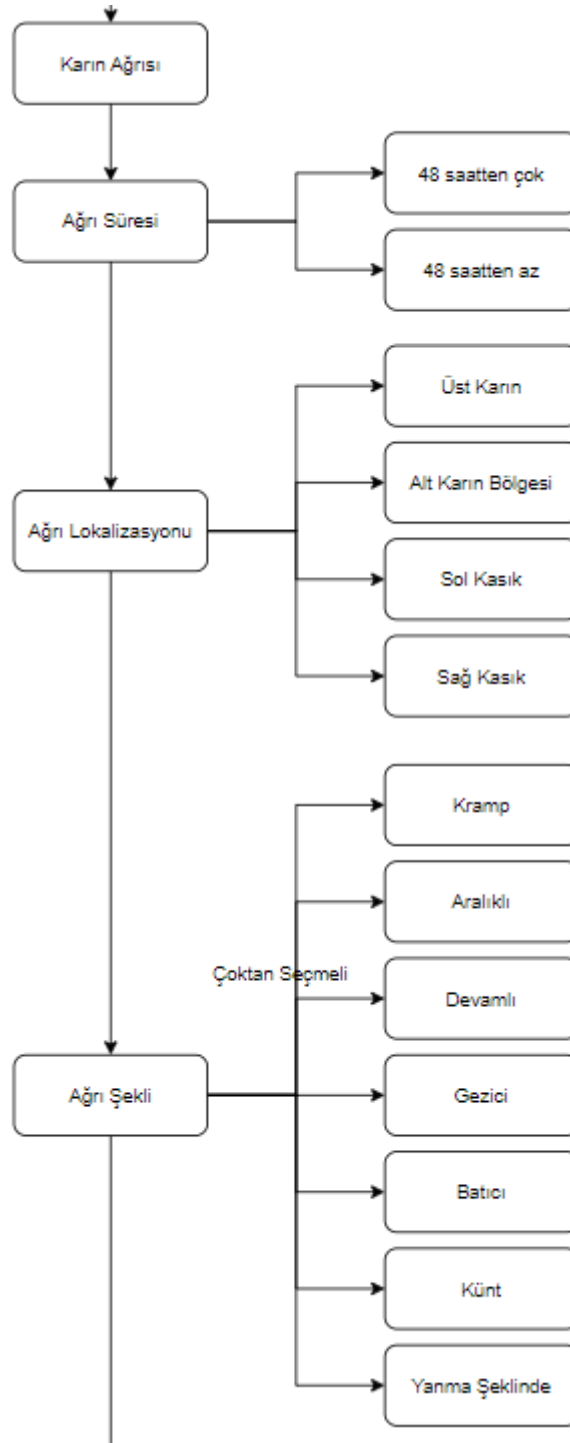 Karın Ağrısı
Ağrı Süresi
48 saatten çok
48 saatten az
Ağrı Lokalizasyonu
Üst Karın
Alt Karın Bölgesi
Sol Kasık
Sağ Kasık
Ağrı Şekli
Çoktan Seçmeli
Kramp
Aralıklı
Devamlı
Gezici
Batıcı
Künt
Yanma Şeklinde